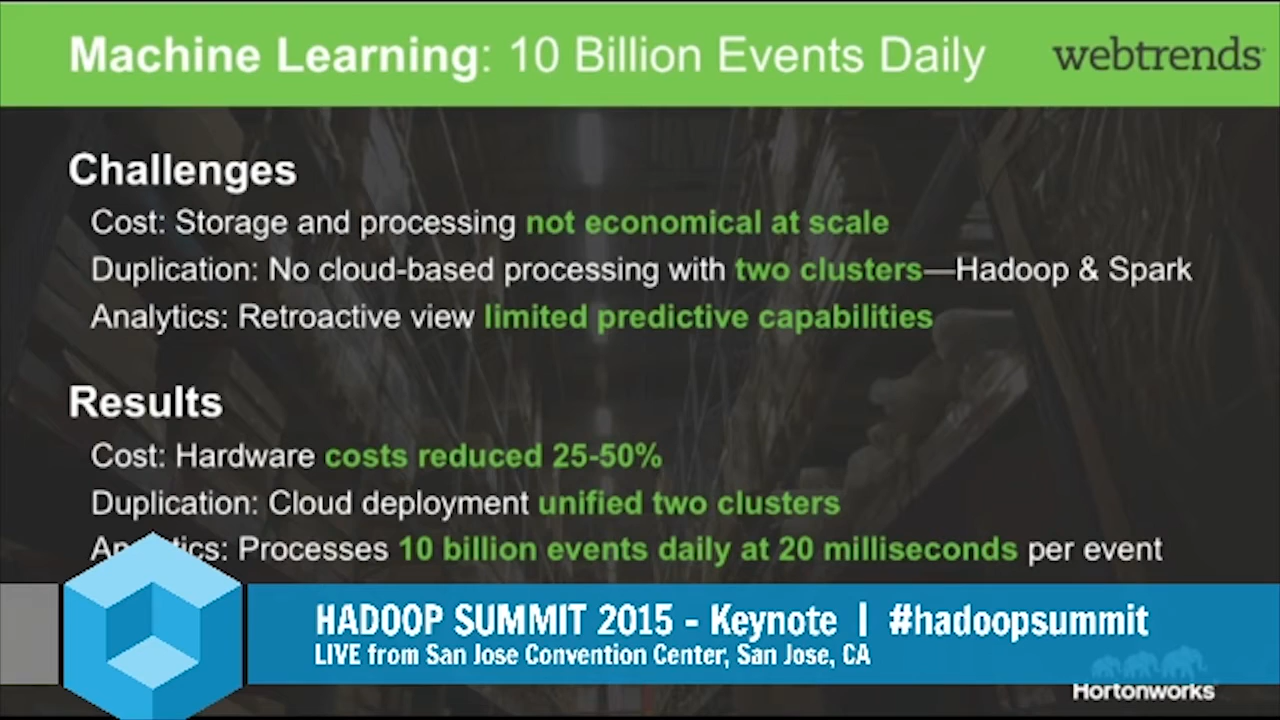 Machine Learning: 10 Billion Events Daily
webtrends
Challenges
Cost: Storage and processing not economical at scale
Duplication: No cloud-based processing with two clusters—Hadoop & Spark
Analytics: Retroactive view limited predictive capabilities
Results
Cost: Hardware costs reduced 25-50%
Duplication: Cloud deployment unified two clusters
Analytics: Processes 10 billion events daily at 20 milliseconds per event
HADOOP SUMMIT 2015 - Keynote | #hadoopsummit
LIVE from San Jose Convention Center, San Jose, CA
Hortonworks